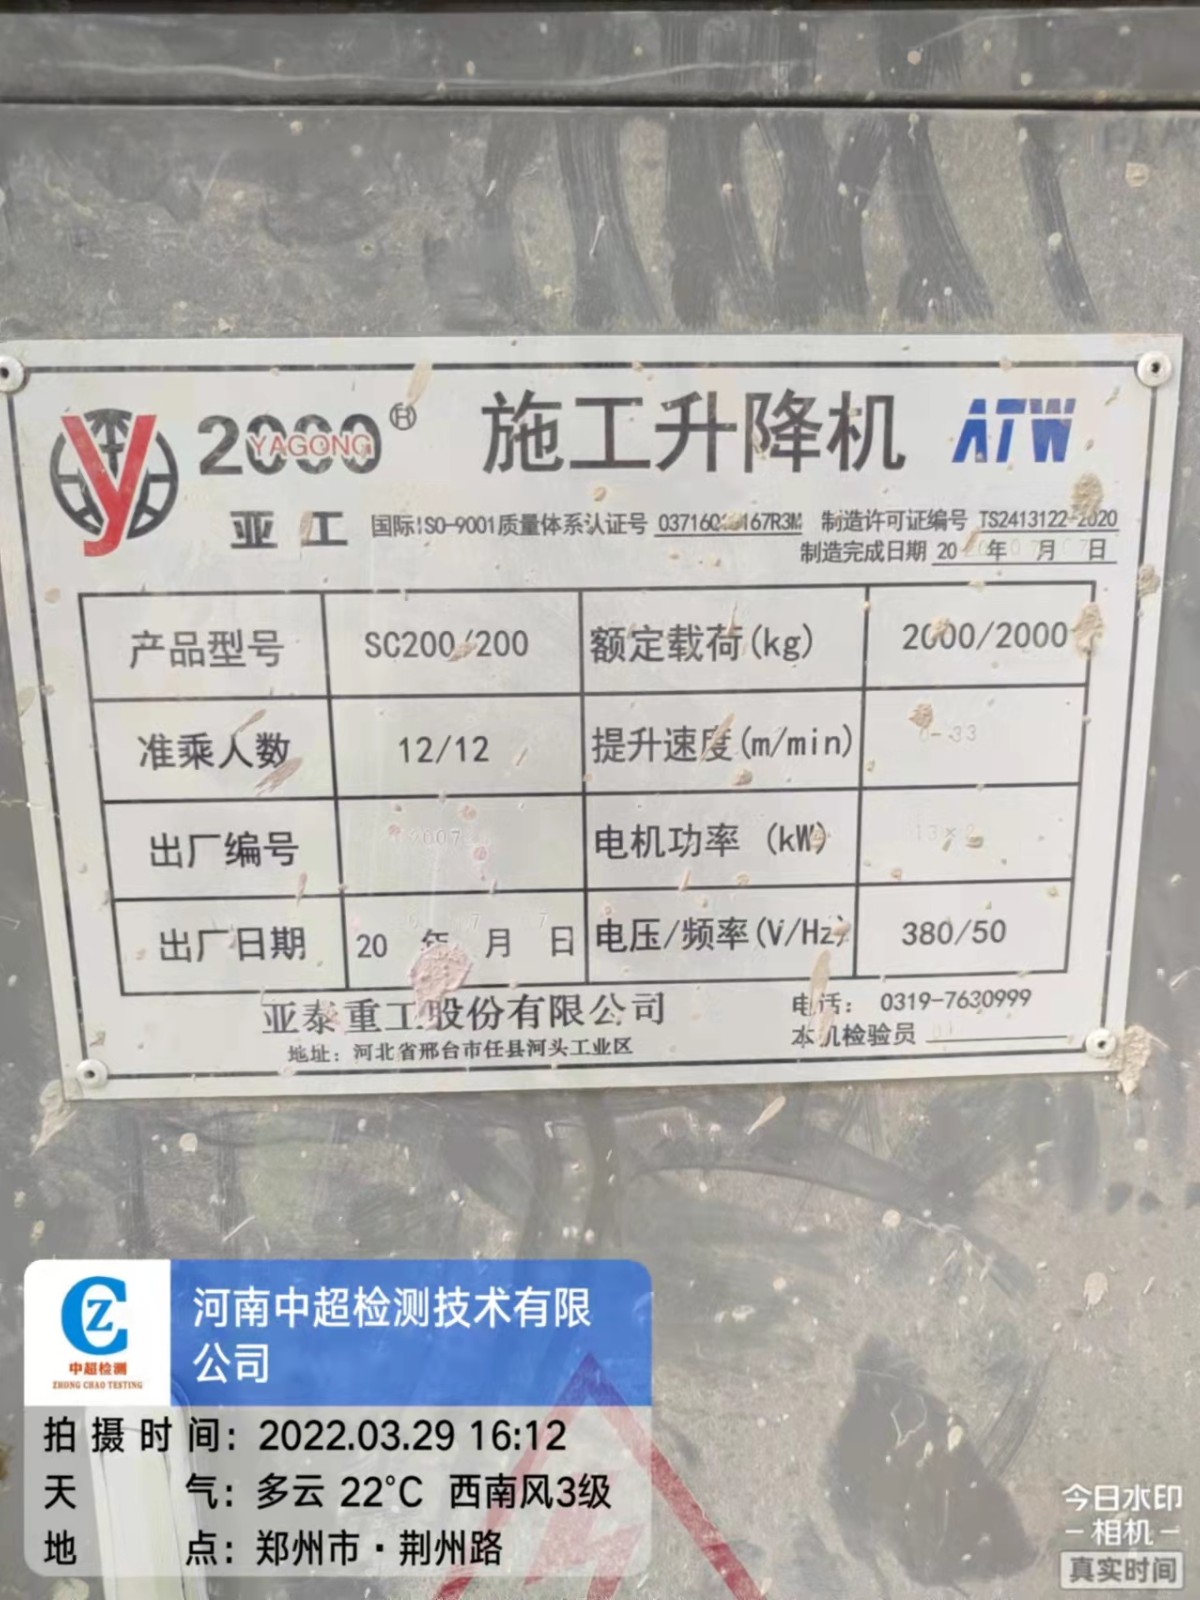 2000® 施工升降机 ATW
YAGONG
亚工 国际ISO-9001质量体系认证号 制造许可证编号 TS2413122-2020
制造完成日期 20 年 月 日
产品型号 SC200/200 额定载荷(kg) 2000/2000
准乘人数 12/12 提升速度(m/min) 0-33
出厂编号 电机功率 (kW)
出厂日期 20 年 月 日 电压/频率(V/Hz) 380/50
亚泰重工股份有限公司 电话: 0319-7630999
地址: 河北省邢台市任县河头工业区 本机检验员
中超检测
ZHONG CHAO TESTING
河南中超检测技术有限
公司
拍摄时间: 2022.03.29 16:12
天气: 多云 22℃ 西南风3级
地点: 郑州市·荆州路
今日水印
-相机-
真实时间